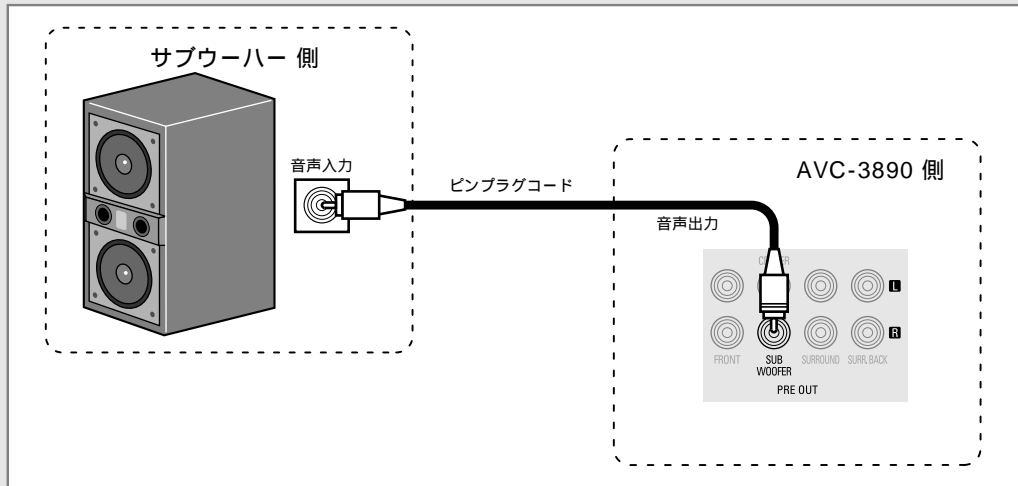 サブウーハー 側
音声入力
ピンプラグコード
音声出力
AVC-3890 側
L
R
FRONT
SUB WOOFER
SURROUND
SURR. BACK
PRE OUT